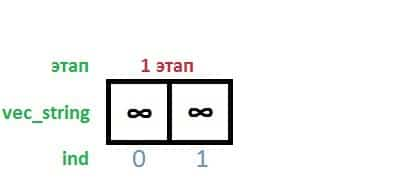 этап 1 этап
vec_string ∞ ∞
ind 0 1